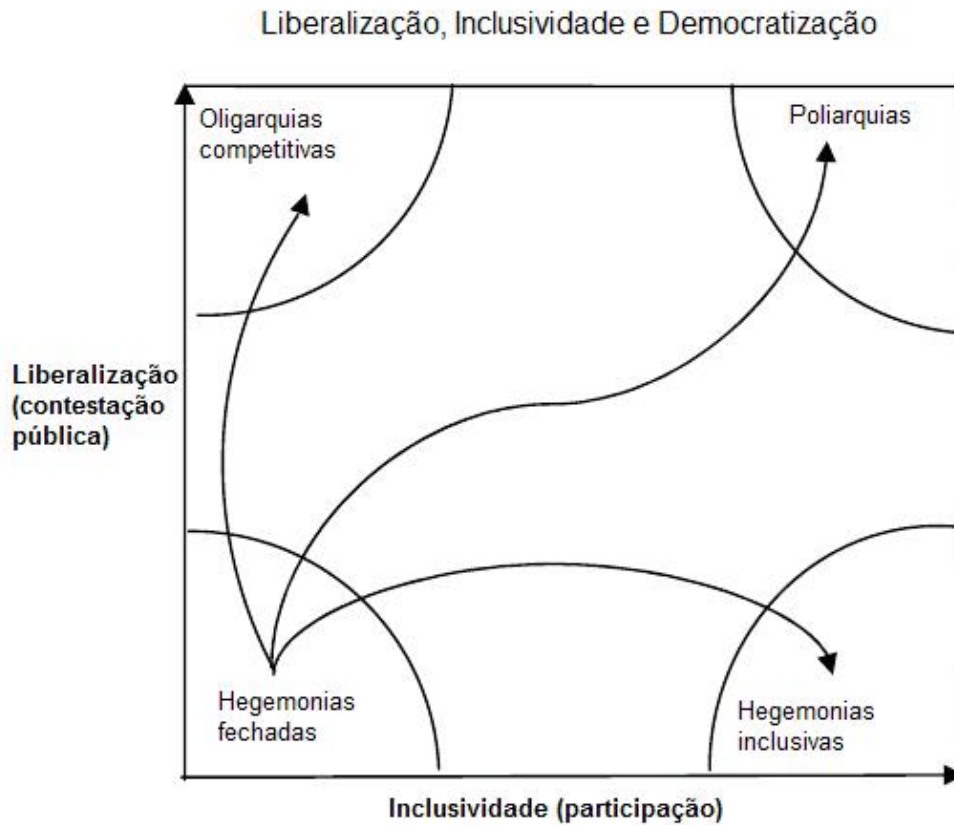 Liberalização, Inclusividade e Democratização
Oligarquias
competitivas
Poliarquias
Liberalização
(contestação
pública)
Hegemonias
fechadas
Hegemonias
inclusivas
Inclusividade (participação)